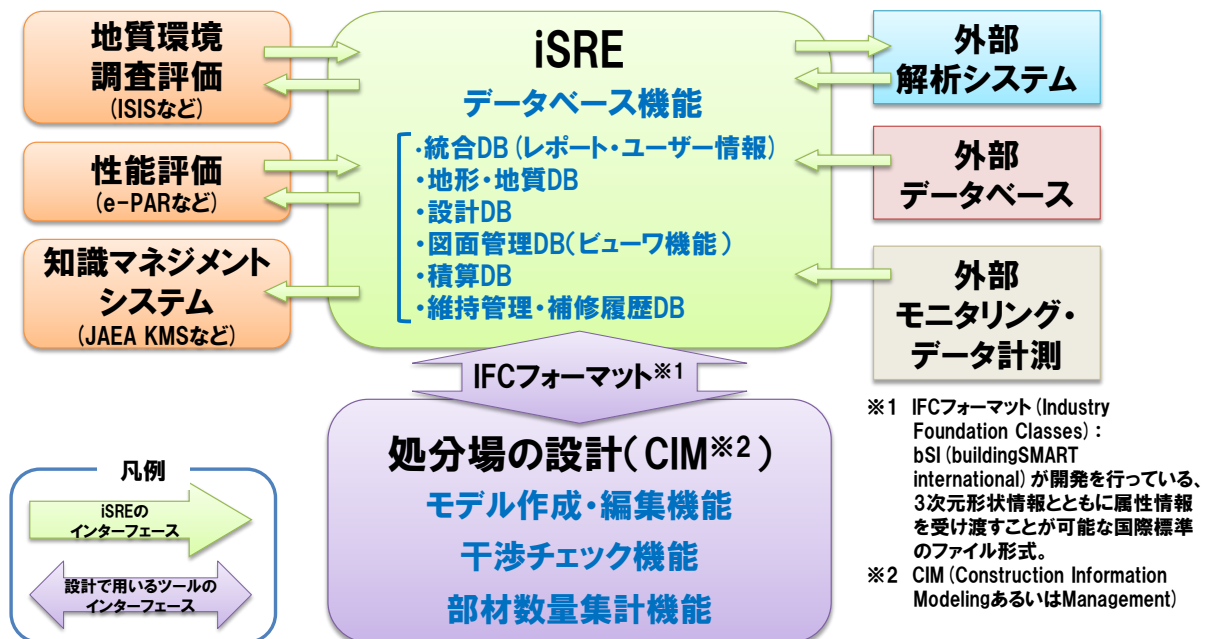 地質環境
調査評価
(ISISなど)
性能評価
(e-PARなど)
知識マネジメント
システム
(JAEA KMSなど)
iSRE
データベース機能
・統合DB(レポート・ユーザー情報)
・地形・地質DB
・設計DB
・図面管理DB(ビューワ機能)
・積算DB
・維持管理・補修履歴DB
外部
解析システム
外部
データベース
外部
モニタリング・
データ計測
IFCフォーマット※1
処分場の設計(CIM※2)
モデル作成・編集機能
干渉チェック機能
部材数量集計機能
凡例
iSREの
インターフェース
設計で用いるツールの
インターフェース
※1 IFCフォーマット(Industry
Foundation Classes):
bSI(buildingSMART
international)が開発を行っている、
3次元形状情報とともに属性情報
を受け渡すことが可能な国際標準
のファイル形式。
※2 CIM(Construction Information
ModelingあるいはManagement)